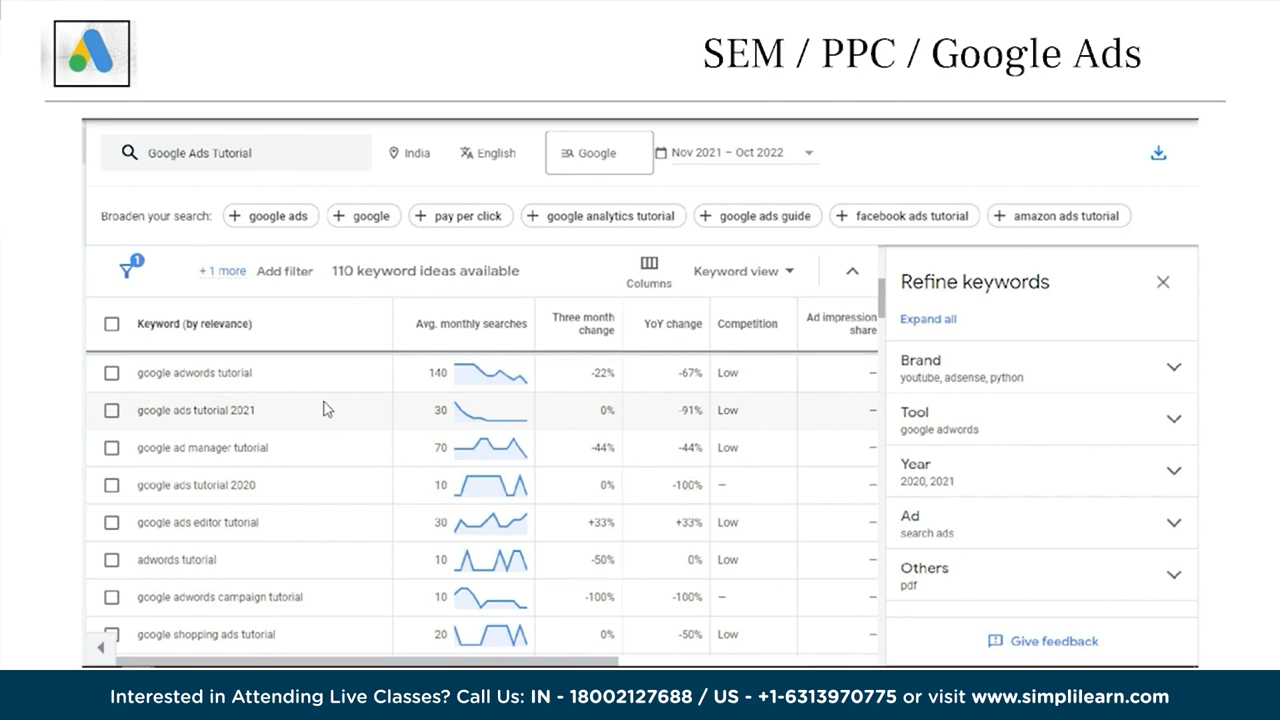 SEM / PPC / Google Ads
Google Ads Tutorial India English Google Nov 2021 – Oct 2022
Broaden your search: + google ads + google + pay per click + google analytics tutorial + google ads guide + facebook ads tutorial + amazon ads tutorial
1 + 1 more Add filter 110 keyword ideas available Columns Keyword view
Keyword (by relevance) Avg. monthly searches Three month change YoY change Competition Ad impression share
google adwords tutorial 140 -22% -67% Low –
google ads tutorial 2021 30 0% -91% Low –
google ad manager tutorial 70 -44% -44% Low –
google ads tutorial 2020 10 0% -100% – –
google ads editor tutorial 30 +33% +33% Low –
adwords tutorial 10 -50% 0% Low –
google adwords campaign tutorial 10 -100% -100% – –
google shopping ads tutorial 20 0% -50% Low –
Refine keywords
Expand all
Brand
youtube, adsense, python
Tool
google adwords
Year
2020, 2021
Ad
search ads
Others
pdf
Give feedback
Interested in Attending Live Classes? Call Us: IN - 18002127688 / US - +1-6313970775 or visit www.simplilearn.com